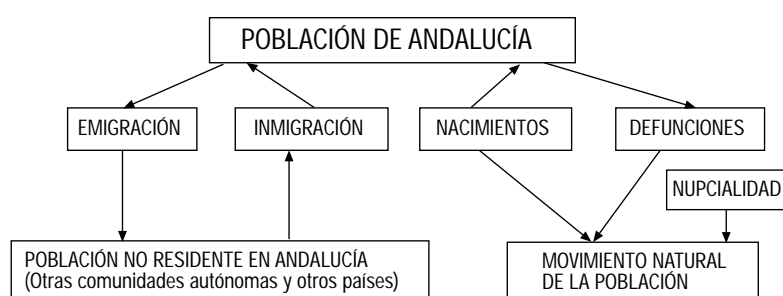 POBLACIÓN DE ANDALUCÍA
EMIGRACIÓN
INMIGRACIÓN
NACIMIENTOS
DEFUNCIONES
NUPCIALIDAD
POBLACIÓN NO RESIDENTE EN ANDALUCÍA
(Otras comunidades autónomas y otros países)
MOVIMIENTO NATURAL
DE LA POBLACIÓN